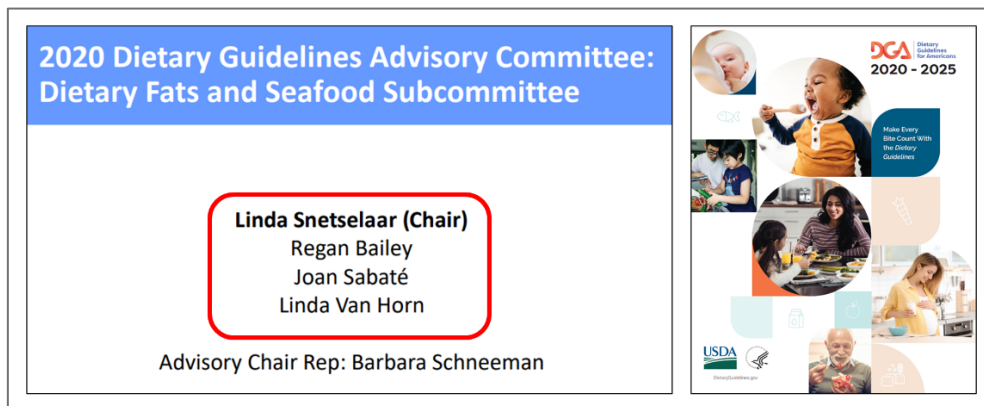 2020 Dietary Guidelines Advisory Committee:
Dietary Fats and Seafood Subcommittee
Linda Snetselaar (Chair)
Regan Bailey
Joan Sabaté
Linda Van Horn
Advisory Chair Rep: Barbara Schneeman
DGA
Dietary
Guidelines
for Americans
2020 - 2025
Make Every
Bite Count With
the Dietary
Guidelines
USDA
DietaryGuidelines.gov